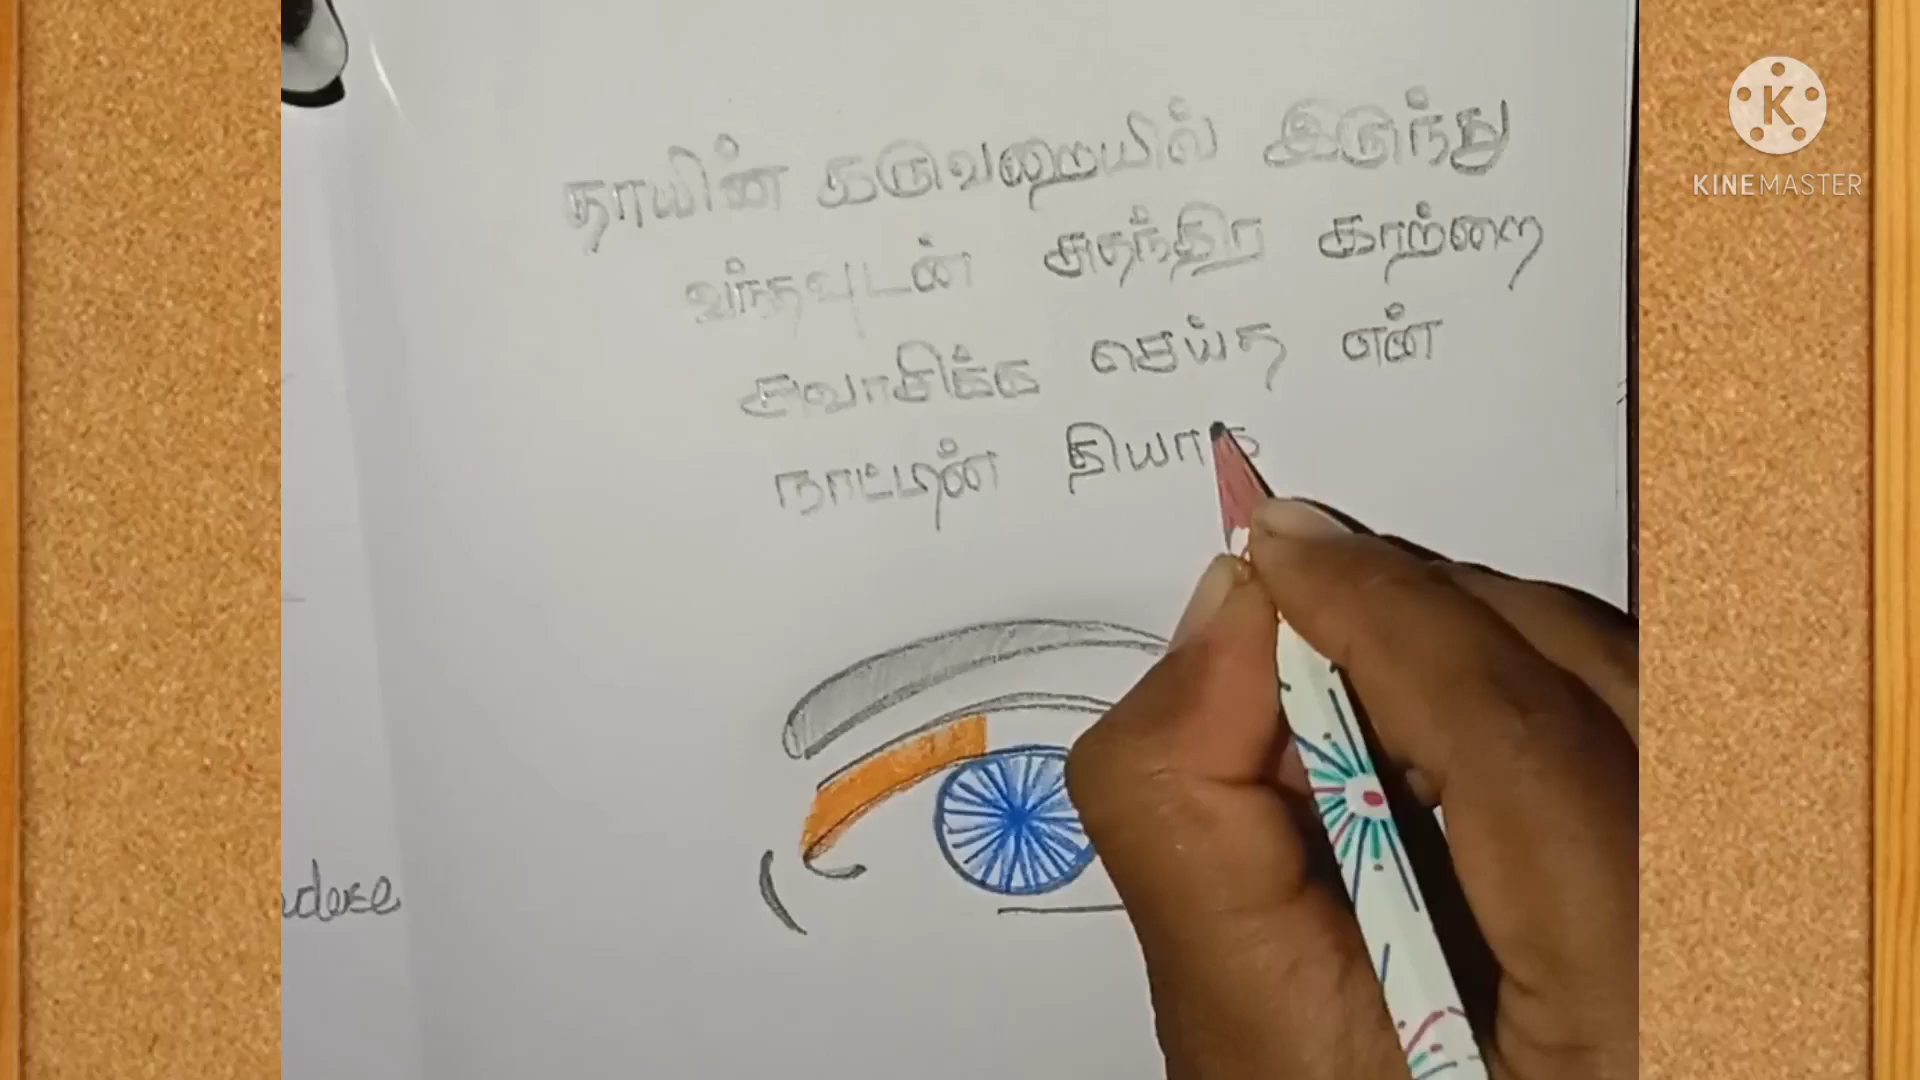 தாயின் கருவறையில் இருந்து
வந்தவுடன் சுதந்திர காற்றை
சுவாசிக்க செய்த என்
நாட்டின் தியாக
KINEMASTER